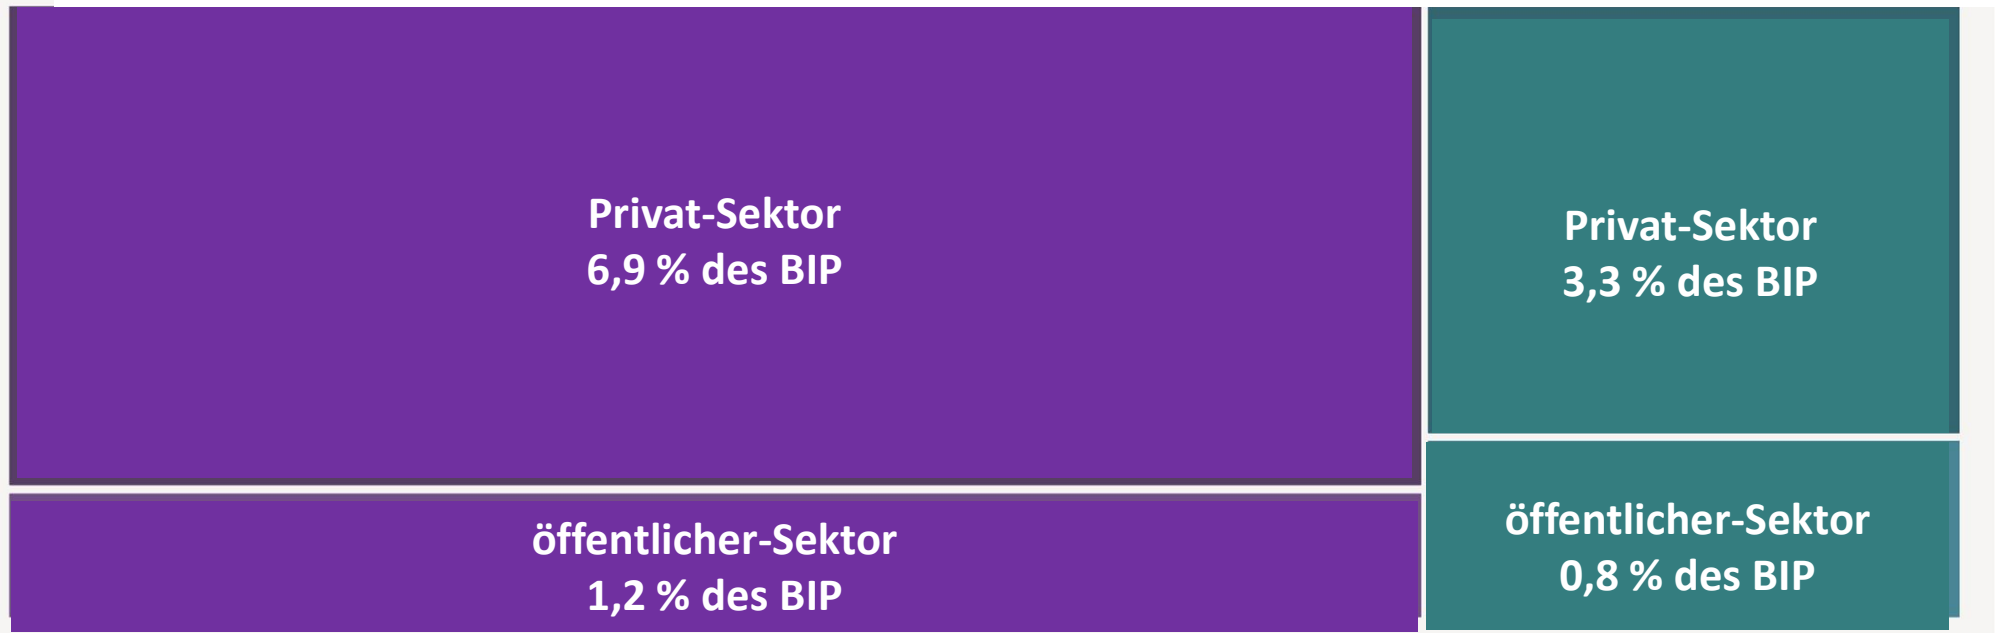 Privat-Sektor
6,9 % des BIP
öffentlicher-Sektor
1,2 % des BIP
Privat-Sektor
3,3 % des BIP
öffentlicher-Sektor
0,8 % des BIP